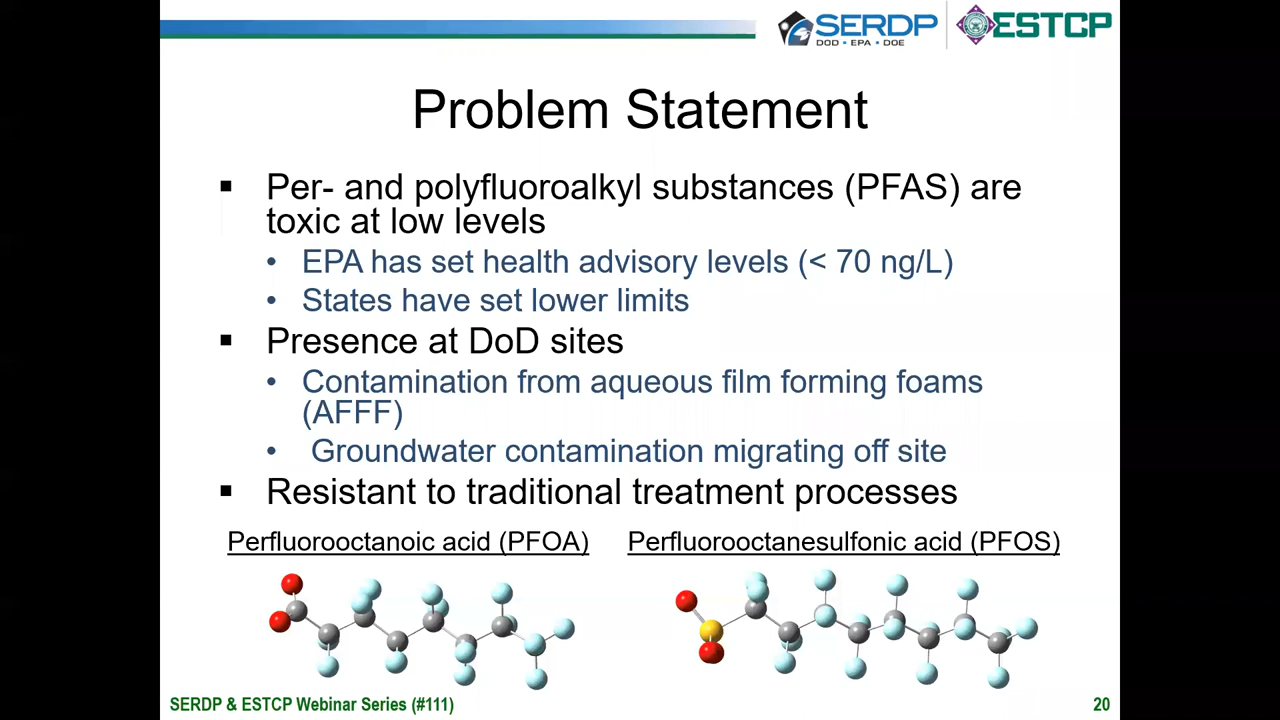 SERDP
DOD • EPA • DOE
ESTCP
Problem Statement
▪ Per- and polyfluoroalkyl substances (PFAS) are
toxic at low levels
• EPA has set health advisory levels (< 70 ng/L)
• States have set lower limits
▪ Presence at DoD sites
• Contamination from aqueous film forming foams
(AFFF)
• Groundwater contamination migrating off site
▪ Resistant to traditional treatment processes
Perfluorooctanoic acid (PFOA)
Perfluorooctanesulfonic acid (PFOS)
SERDP & ESTCP Webinar Series (#111)
20